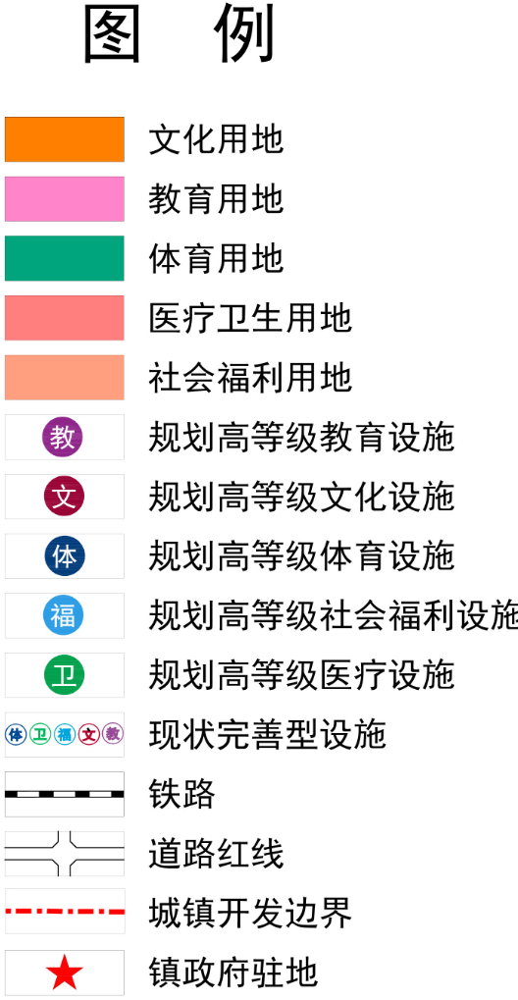 图 例
文化用地
教育用地
体育用地
医疗卫生用地
社会福利用地
教 规划高等级教育设施
文 规划高等级文化设施
体 规划高等级体育设施
福 规划高等级社会福利设施
卫 规划高等级医疗设施
体 卫 福 文 教 现状完善型设施
铁路
道路红线
城镇开发边界
镇政府驻地